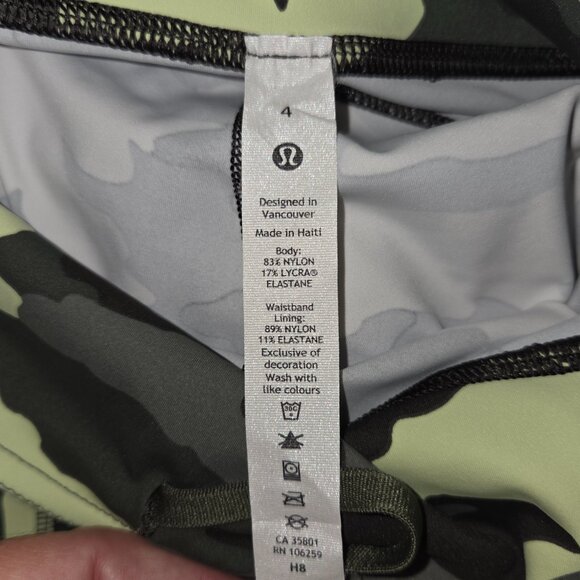 4
Designed in
Vancouver
Made in Haiti
Body:
83% NYLON
17% LYCRA®
ELASTANE
Waistband
Lining:
89% NYLON
11% ELASTANE
Exclusive of
decoration
Wash with
like colours
30C
CA 35801
RN 106259
H8